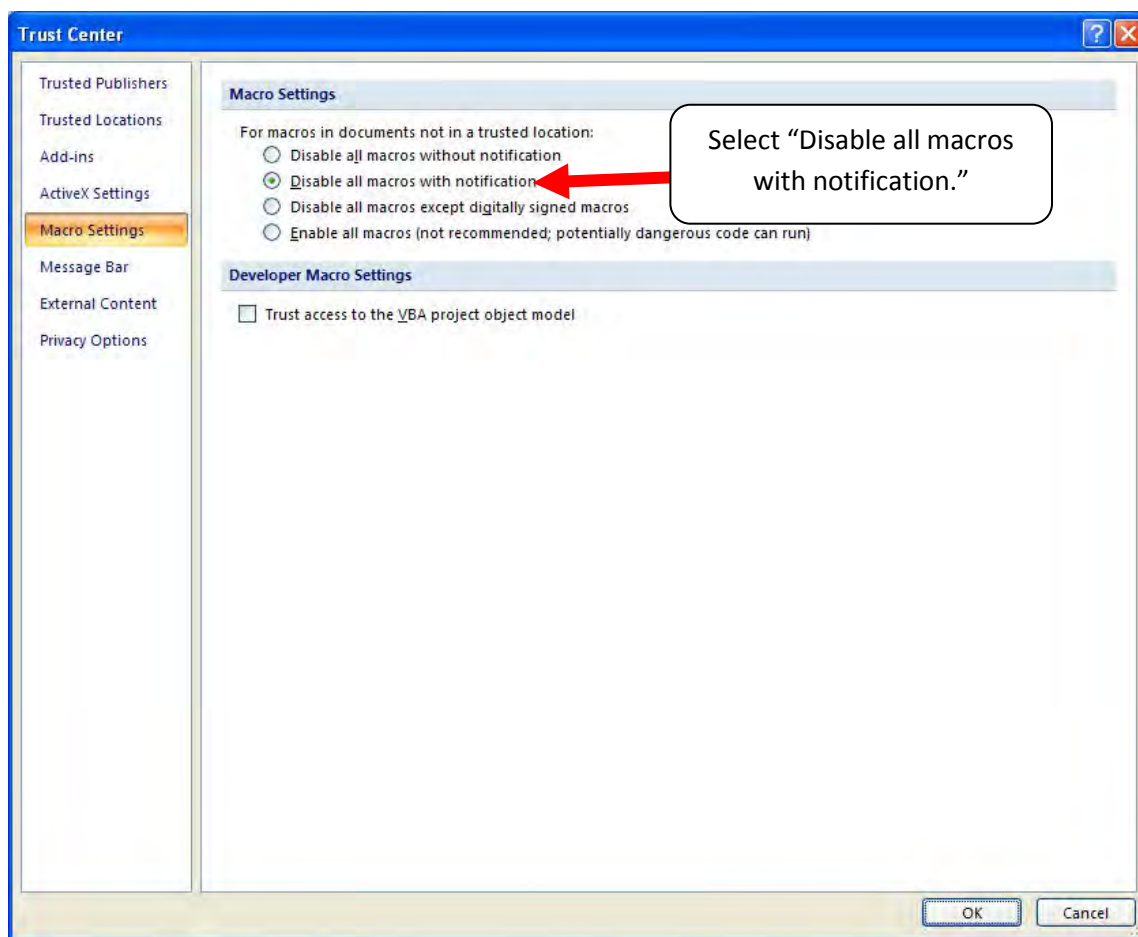 Trust Center
Trusted Publishers
Trusted Locations
Add-ins
ActiveX Settings
Macro Settings
Message Bar
External Content
Privacy Options
Macro Settings
For macros in documents not in a trusted location:
Disable all macros without notification
Disable all macros with notification
Disable all macros except digitally signed macros
Enable all macros (not recommended; potentially dangerous code can run)
Select “Disable all macros
with notification.”
Developer Macro Settings
Trust access to the VBA project object model
OK
Cancel